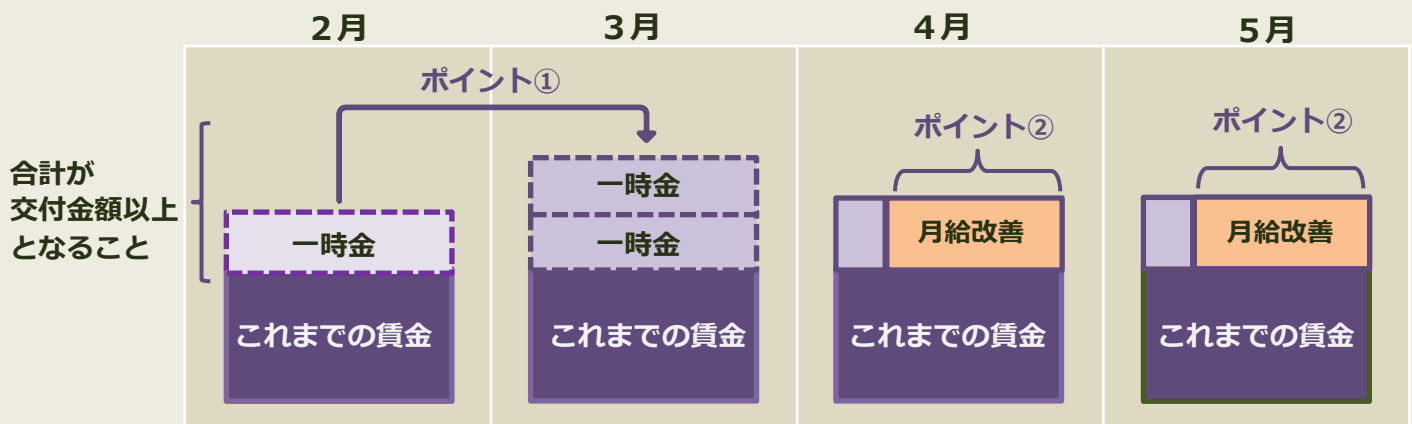 ２月
３月
４月
５月
ポイント①
ポイント②
ポイント②
合計が
交付金額以上
となること
一時金
一時金
一時金
月給改善
月給改善
これまでの賃金
これまでの賃金
これまでの賃金
これまでの賃金